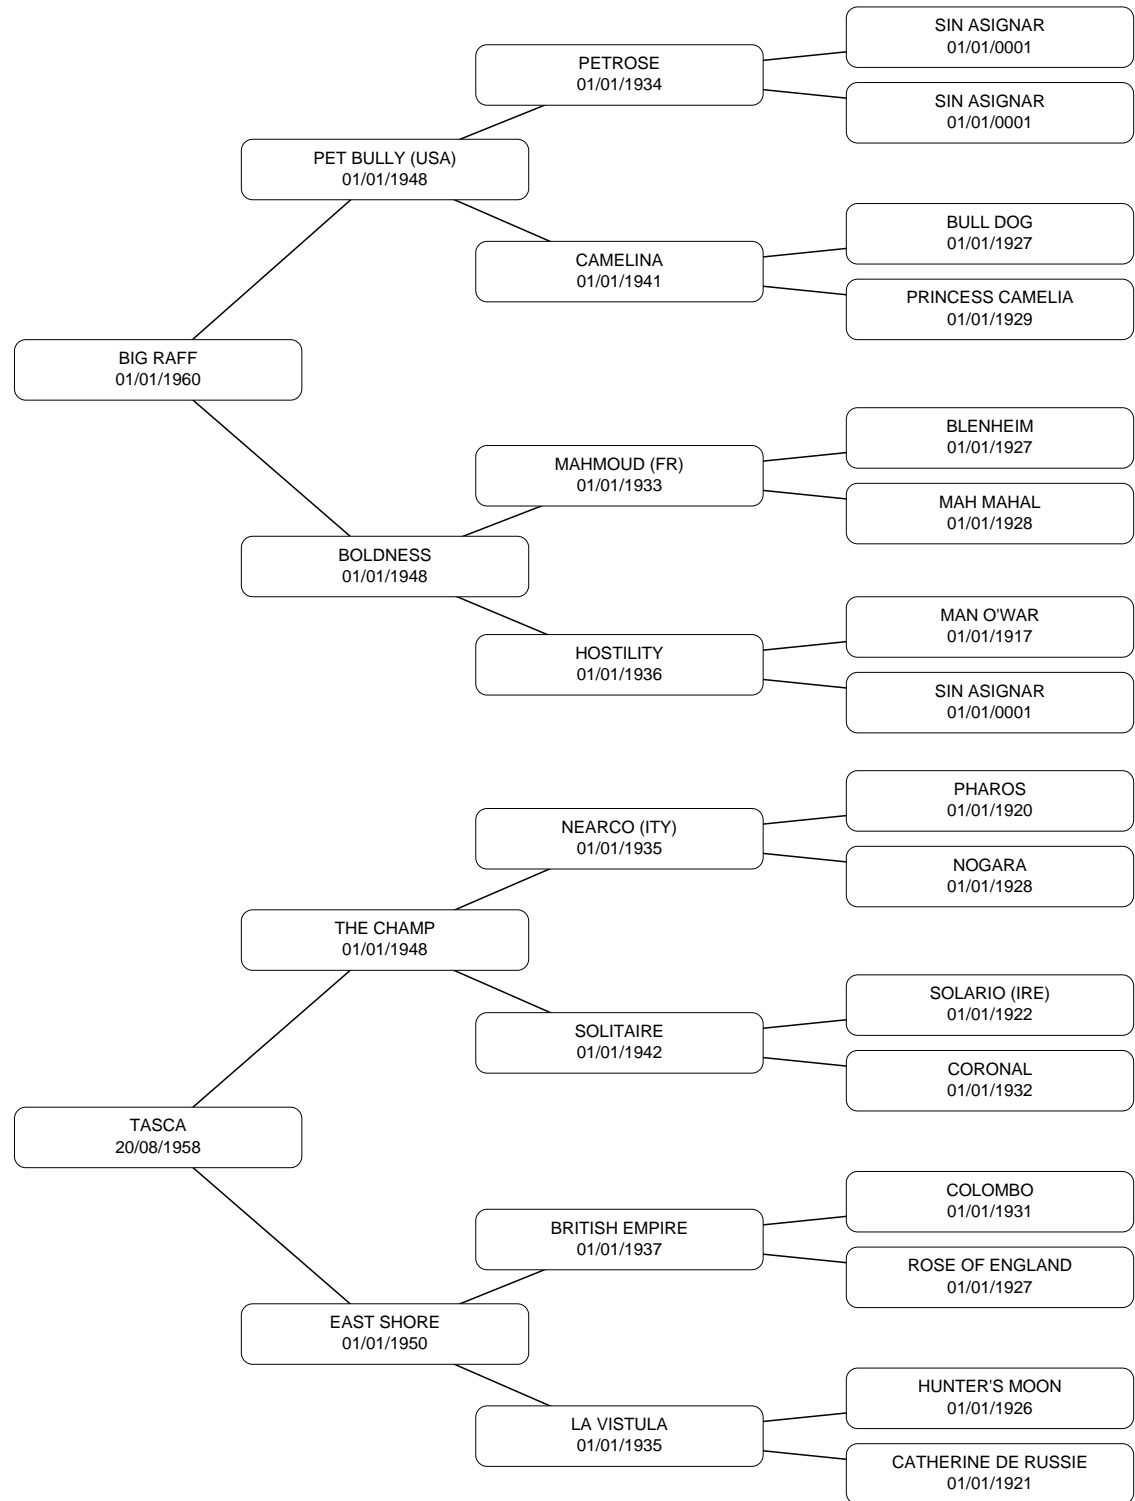 SIN ASIGNAR
01/01/0001
PETROSE
01/01/1934
SIN ASIGNAR
01/01/0001
PET BULLY (USA)
01/01/1948
BULL DOG
01/01/1927
CAMELINA
01/01/1941
PRINCESS CAMELIA
01/01/1929
BIG RAFF
01/01/1960
BLENHEIM
01/01/1927
MAHMOUD (FR)
01/01/1933
MAH MAHAL
01/01/1928
BOLDNESS
01/01/1948
MAN O'WAR
01/01/1917
HOSTILITY
01/01/1936
SIN ASIGNAR
01/01/0001
PHAROS
01/01/1920
NEARCO (ITY)
01/01/1935
NOGARA
01/01/1928
THE CHAMP
01/01/1948
SOLARIO (IRE)
01/01/1922
SOLITAIRE
01/01/1942
CORONAL
01/01/1932
TASCA
20/08/1958
COLOMBO
01/01/1931
BRITISH EMPIRE
01/01/1937
ROSE OF ENGLAND
01/01/1927
EAST SHORE
01/01/1950
HUNTER'S MOON
01/01/1926
LA VISTULA
01/01/1935
CATHERINE DE RUSSIE
01/01/1921